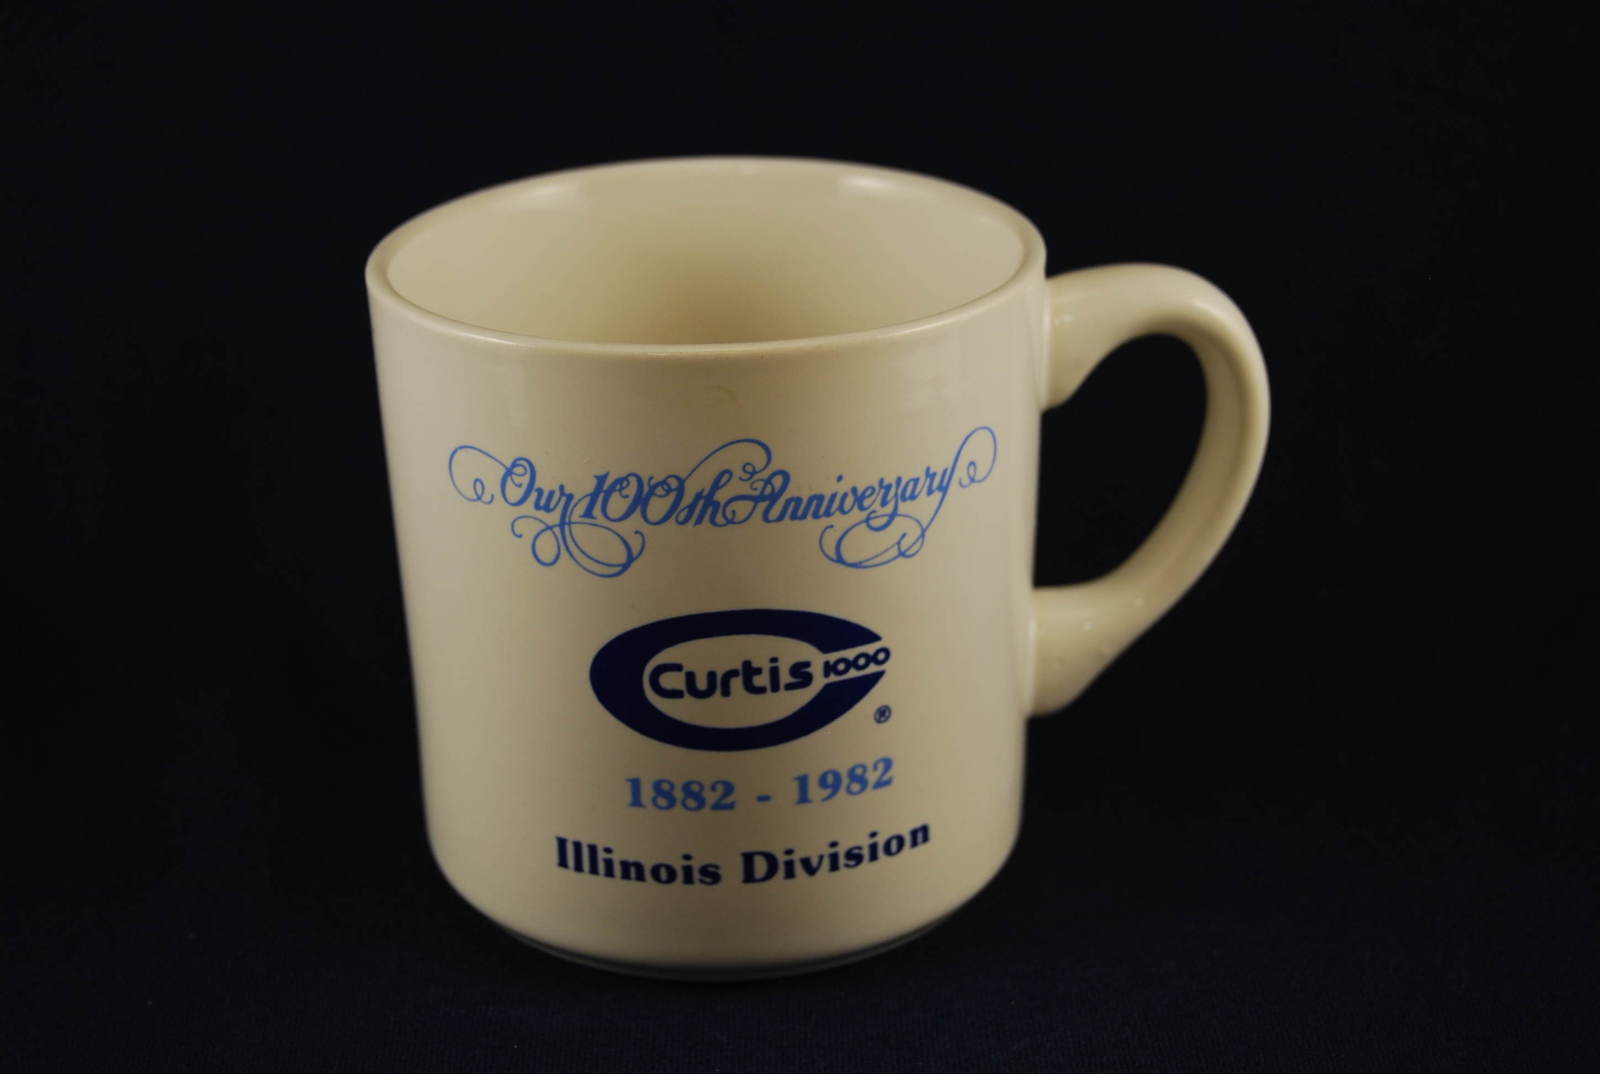 Our 100th Anniversary
Curtis 1000
®
1882 - 1982
Illinois Division